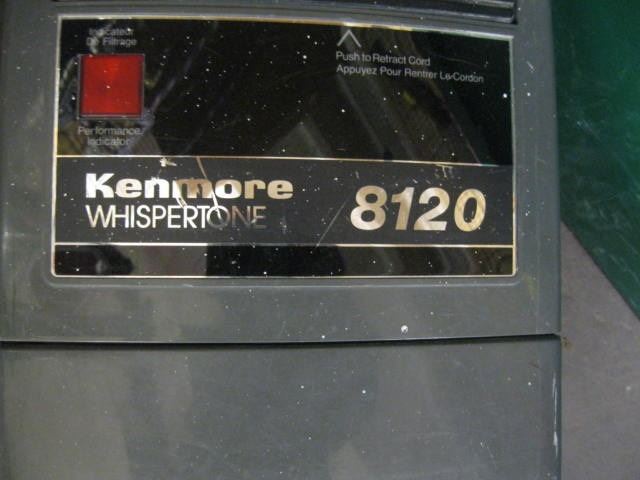 Indicateur
De Filtrage
Push to Retract Cord
Appuyez Pour Rentrer Le Cordon
Performance
Indicator
Kenmore
WHISPERTONE
8120